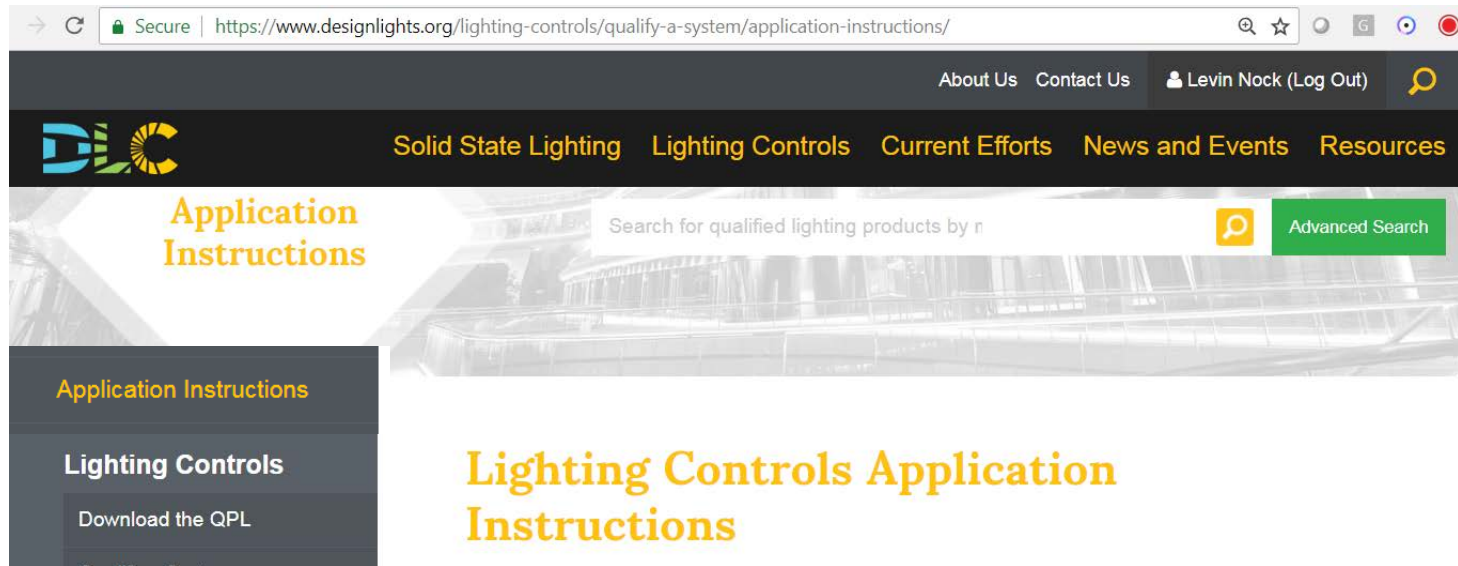 Secure | https://www.designlights.org/lighting-controls/qualify-a-system/application-instructions/
G
About Us Contact Us Levin Nock (Log Out)
DLC
Solid State Lighting Lighting Controls Current Efforts News and Events Resources
Application
Instructions
Search for qualified lighting products by
Advanced Search
Application Instructions
Lighting Controls
Download the QPL
Lighting Controls Application
Instructions